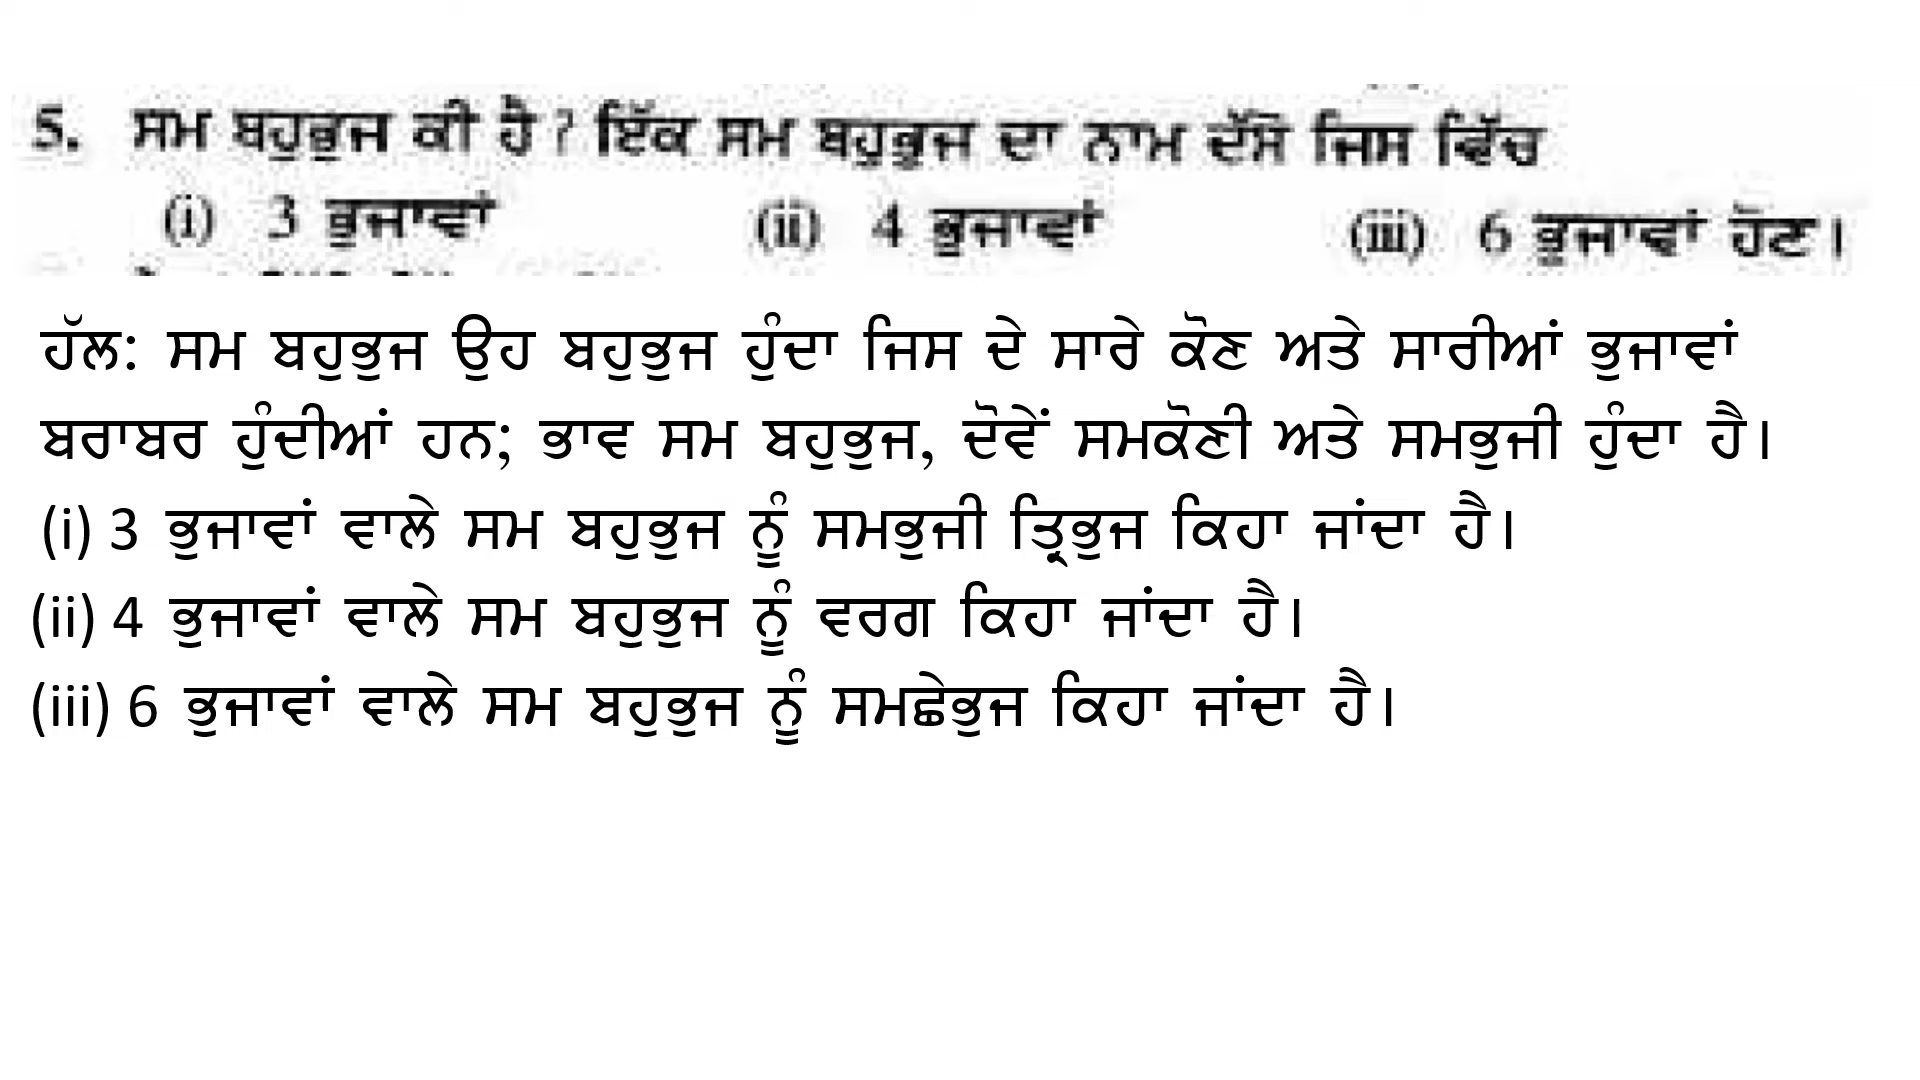 5. ਸਮ ਬਹੁਭੁਜ ਕੀ ਹੈ ? ਇੱਕ ਸਮ ਬਹੁਭੁਜ ਦਾ ਨਾਮ ਦੱਸੋ ਜਿਸ ਵਿੱਚ
(i) 3 ਭੁਜਾਵਾਂ (ii) 4 ਭੁਜਾਵਾਂ (iii) 6 ਭੁਜਾਵਾਂ ਹੋਣ।
ਹੱਲ: ਸਮ ਬਹੁਭੁਜ ਉਹ ਬਹੁਭੁਜ ਹੁੰਦਾ ਜਿਸ ਦੇ ਸਾਰੇ ਕੋਣ ਅਤੇ ਸਾਰੀਆਂ ਭੁਜਾਵਾਂ
ਬਰਾਬਰ ਹੁੰਦੀਆਂ ਹਨ; ਭਾਵ ਸਮ ਬਹੁਭੁਜ, ਦੋਵੇਂ ਸਮਕੋਣੀ ਅਤੇ ਸਮਭੁਜੀ ਹੁੰਦਾ ਹੈ।
(i) 3 ਭੁਜਾਵਾਂ ਵਾਲੇ ਸਮ ਬਹੁਭੁਜ ਨੂੰ ਸਮਭੁਜੀ ਤ੍ਰਿਭੁਜ ਕਿਹਾ ਜਾਂਦਾ ਹੈ।
(ii) 4 ਭੁਜਾਵਾਂ ਵਾਲੇ ਸਮ ਬਹੁਭੁਜ ਨੂੰ ਵਰਗ ਕਿਹਾ ਜਾਂਦਾ ਹੈ।
(iii) 6 ਭੁਜਾਵਾਂ ਵਾਲੇ ਸਮ ਬਹੁਭੁਜ ਨੂੰ ਸਮਛੇਭੁਜ ਕਿਹਾ ਜਾਂਦਾ ਹੈ।